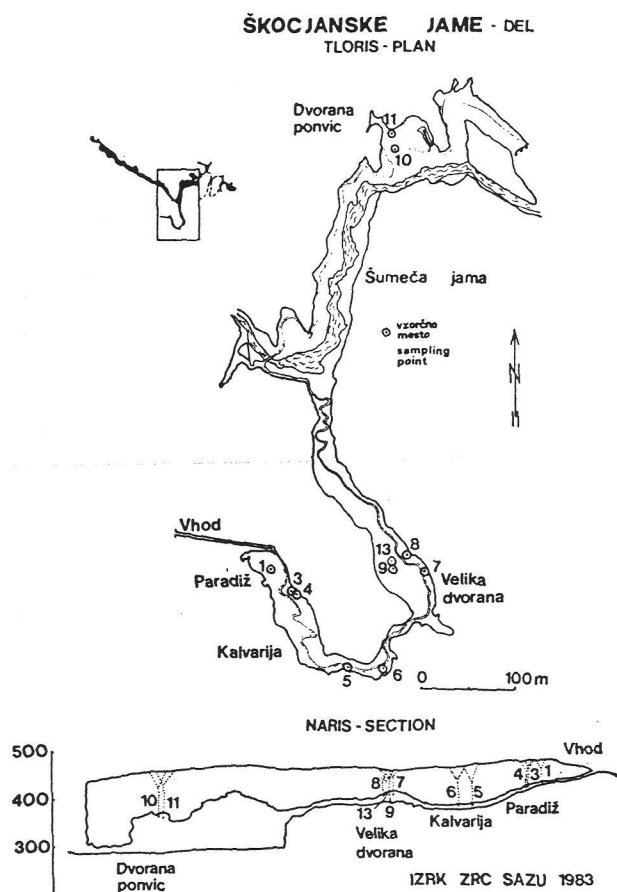 ŠKOCJANSKE JAME - DEL
TLORIS - PLAN
Dvorana
ponvic
11
10
Šumeča jama
vzorčno
mesto
sampling
point
N
Vhod
1
Paradiž
3
4
13
9
8
7
Velika
dvorana
Kalvarija
5
6
0 100 m
NARIS - SECTION
500
400
300
Vhod
4 3 1
8 7
6 5
10 11
13 9
Paradiž
Kalvarija
Velika
dvorana
Dvorana
ponvic
IZRK ZRC SAZU 1983